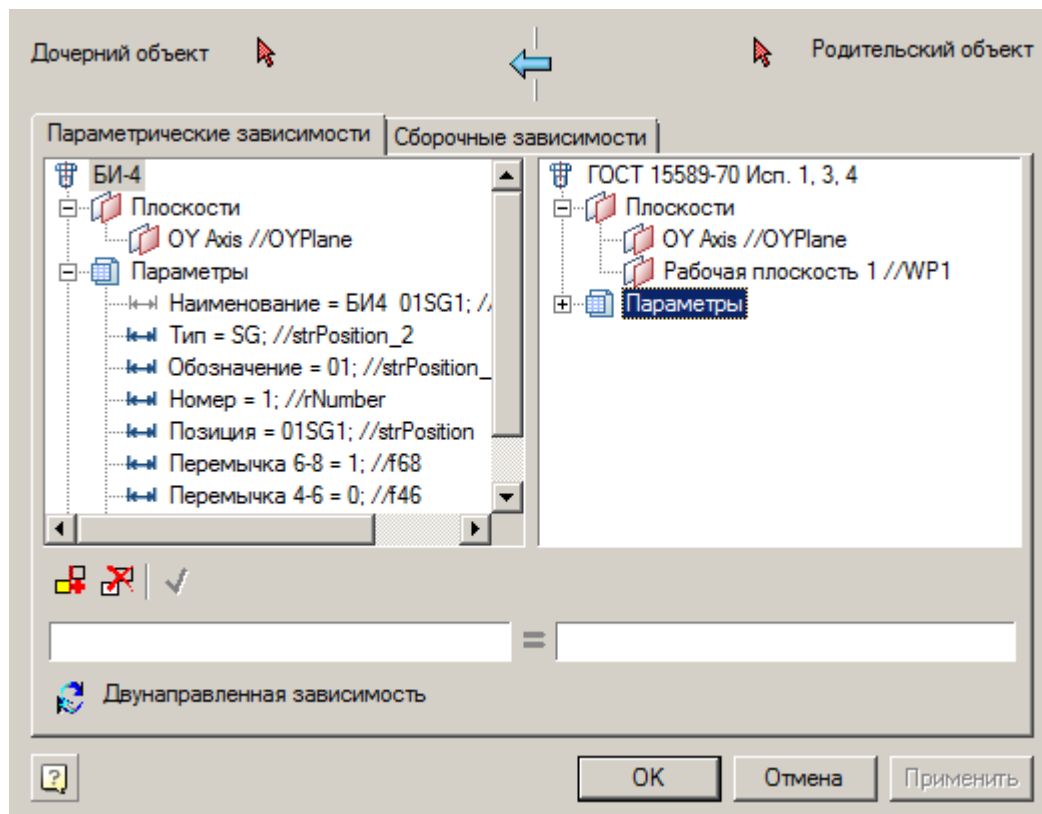 Дочерний объект
Родительский объект
Параметрические зависимости
Сборочные зависимости
БИ-4
Плоскости
OY Axis //OYPlane
Параметры
Наименование = БИ4 01SG1; //
Тип = SG; //strPosition_2
Обозначение = 01; //strPosition_
Номер = 1; //rNumber
Позиция = 01SG1; //strPosition
Перемычка 6-8 = 1; //f68
Перемычка 4-6 = 0; //f46
ГОСТ 15589-70 Исп. 1, 3, 4
Плоскости
OY Axis //OYPlane
Рабочая плоскость 1 //WP1
Параметры
=
Двунаправленная зависимость
?
OK
Отмена
Применить